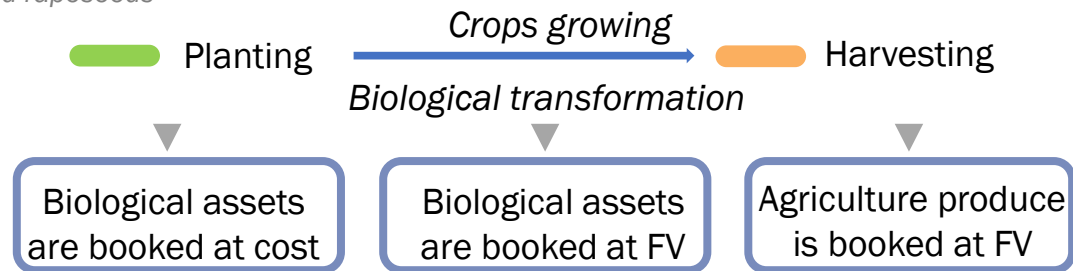 Crops growing
Planting
Harvesting
Biological transformation
Biological assets
are booked at cost
Biological assets
are booked at FV
Agriculture produce
is booked at FV